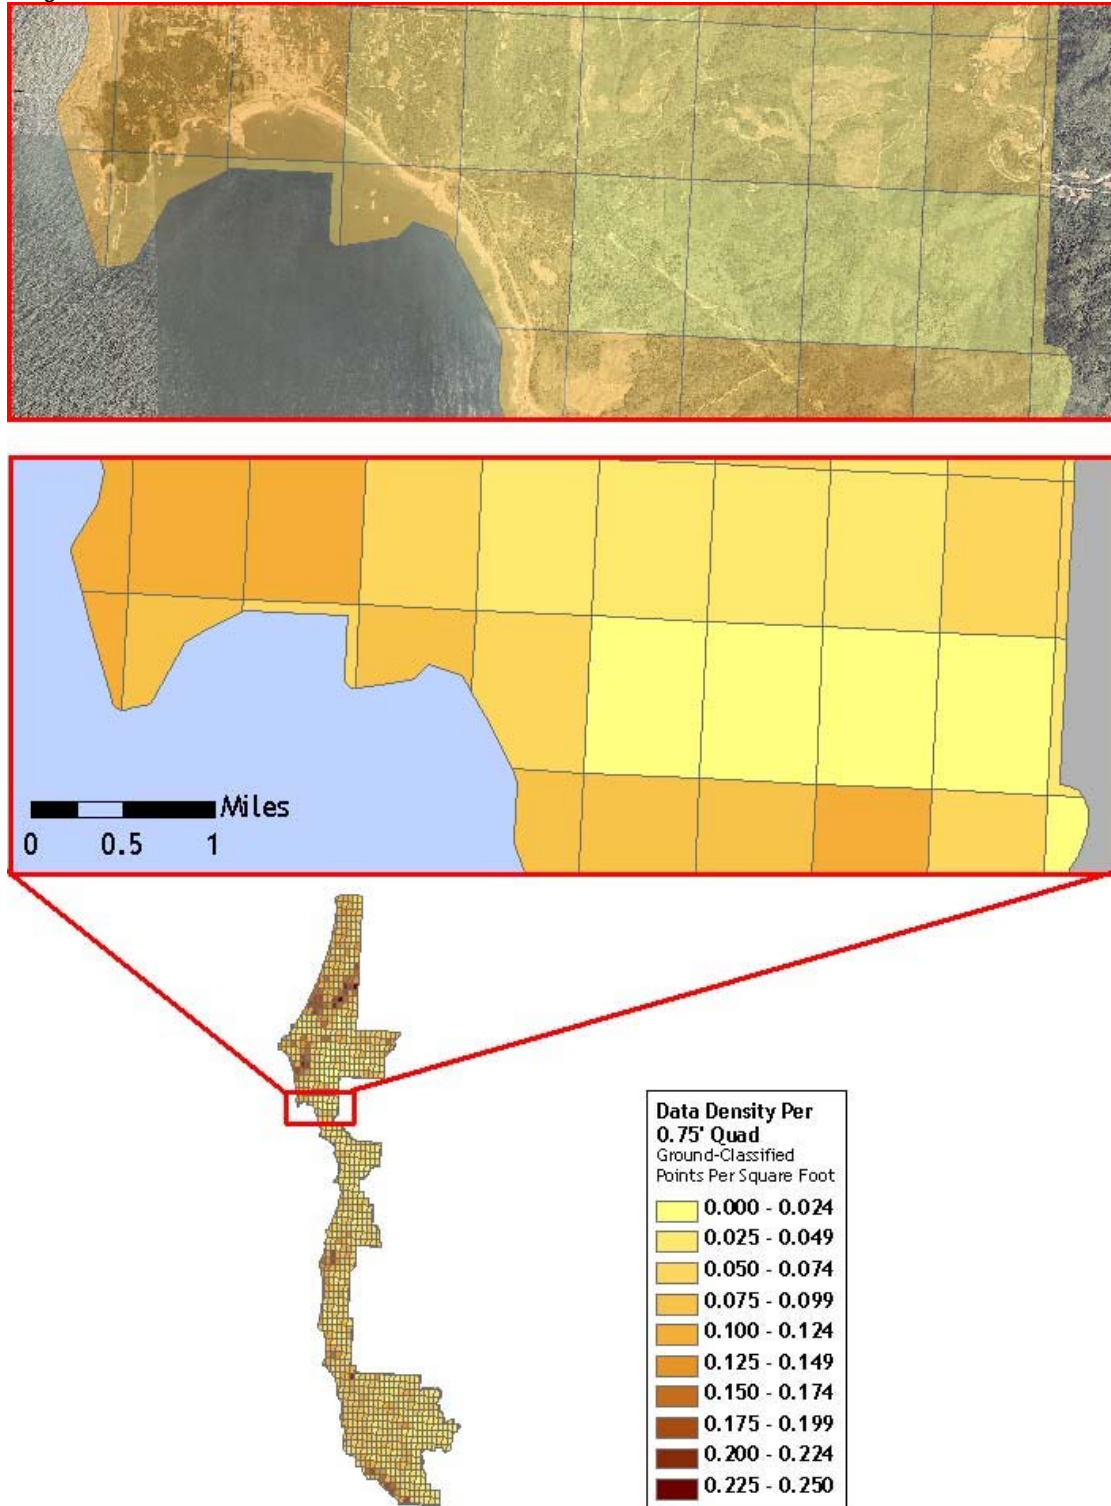 Miles
0 0.5 1
Data Density Per
0.75' Quad
Ground-Classified
Points Per Square Foot
0.000 - 0.024
0.025 - 0.049
0.050 - 0.074
0.075 - 0.099
0.100 - 0.124
0.125 - 0.149
0.150 - 0.174
0.175 - 0.199
0.200 - 0.224
0.225 - 0.250